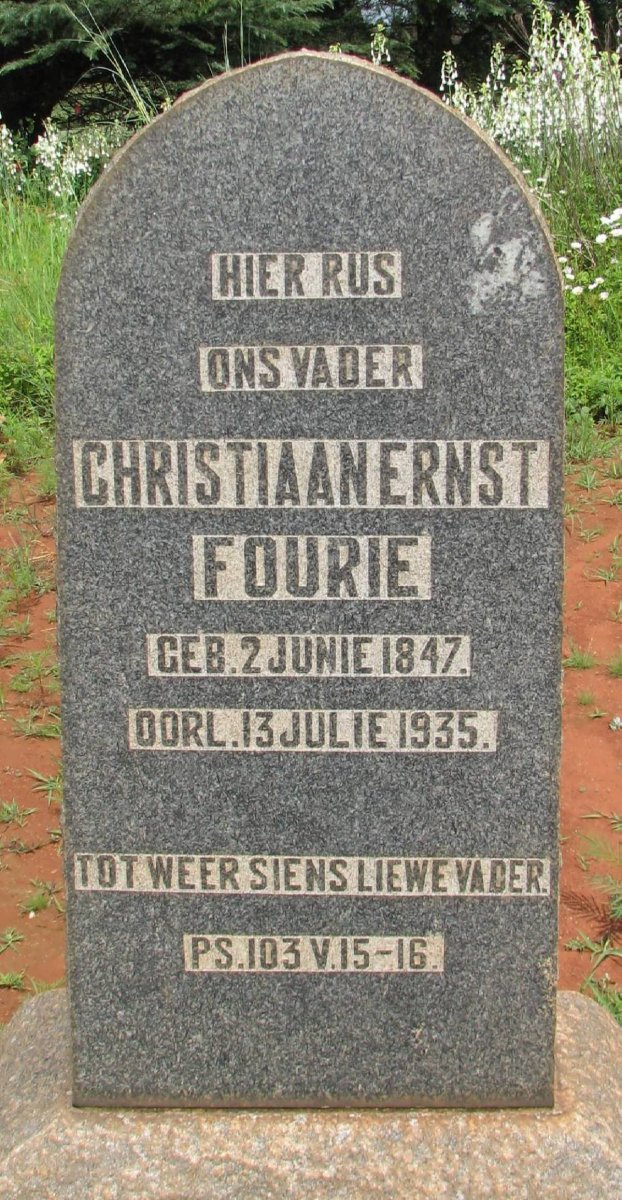 HIER RUS
ONS VADER
CHRISTIAAN ERNST
FOURIE
GEB. 2 JUNIE 1847.
OORL. 13 JULIE 1935.
TOT WEER SIENS LIEWE VADER.
PS. 103 V. 15-16.